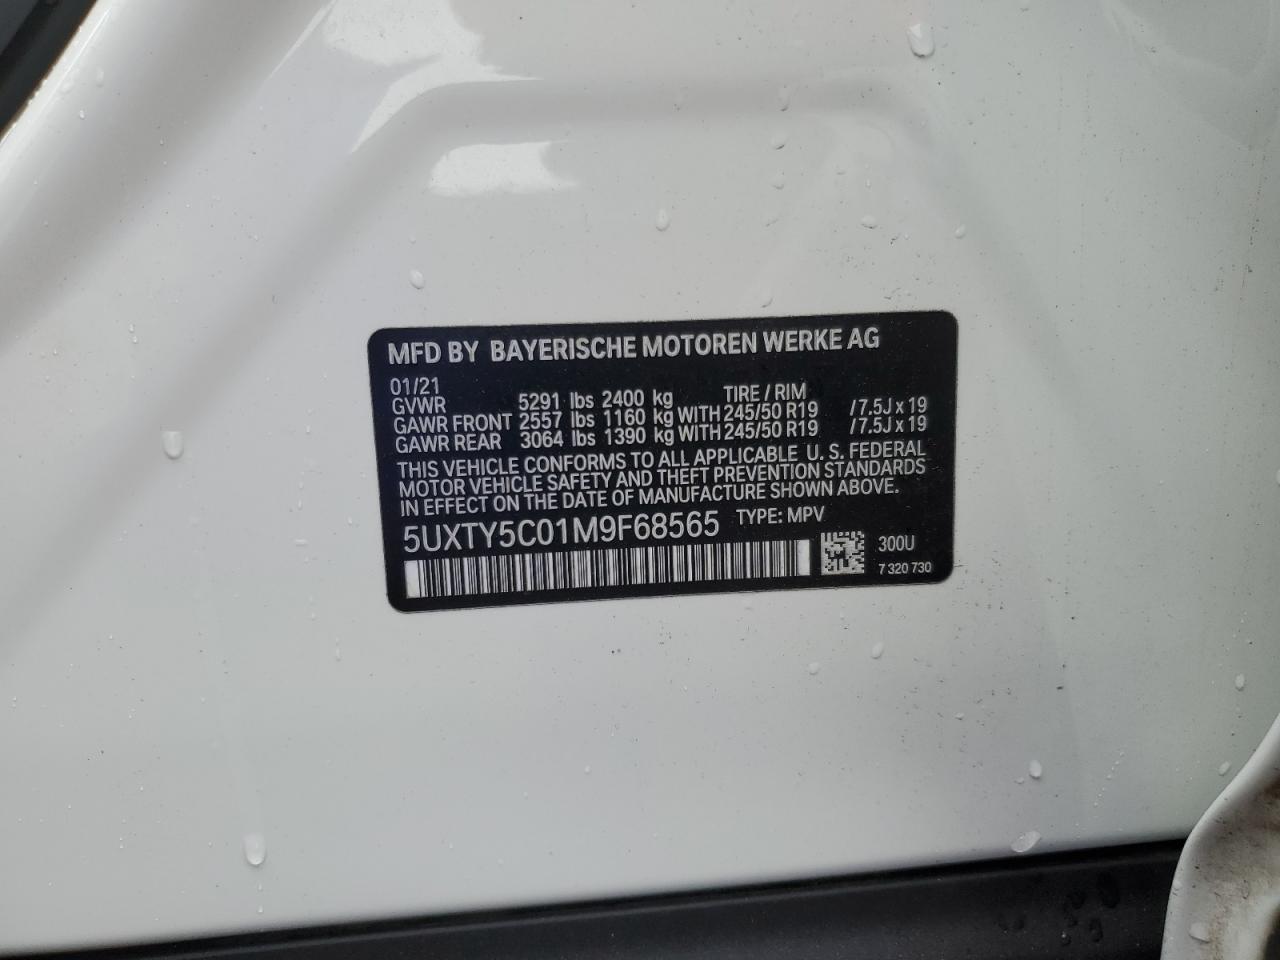 MFD BY BAYERISCHE MOTOREN WERKE AG
01/21
GVWR 5291 lbs 2400 kg TIRE / RIM
GAWR FRONT 2557 lbs 1160 kg WITH 245/50 R19 /7.5J x 19
GAWR REAR 3064 lbs 1390 kg WITH 245/50 R19 /7.5J x 19
THIS VEHICLE CONFORMS TO ALL APPLICABLE U. S. FEDERAL
MOTOR VEHICLE SAFETY AND THEFT PREVENTION STANDARDS
IN EFFECT ON THE DATE OF MANUFACTURE SHOWN ABOVE.
5UXTY5C01M9F68565 TYPE: MPV
300U
7 320 730